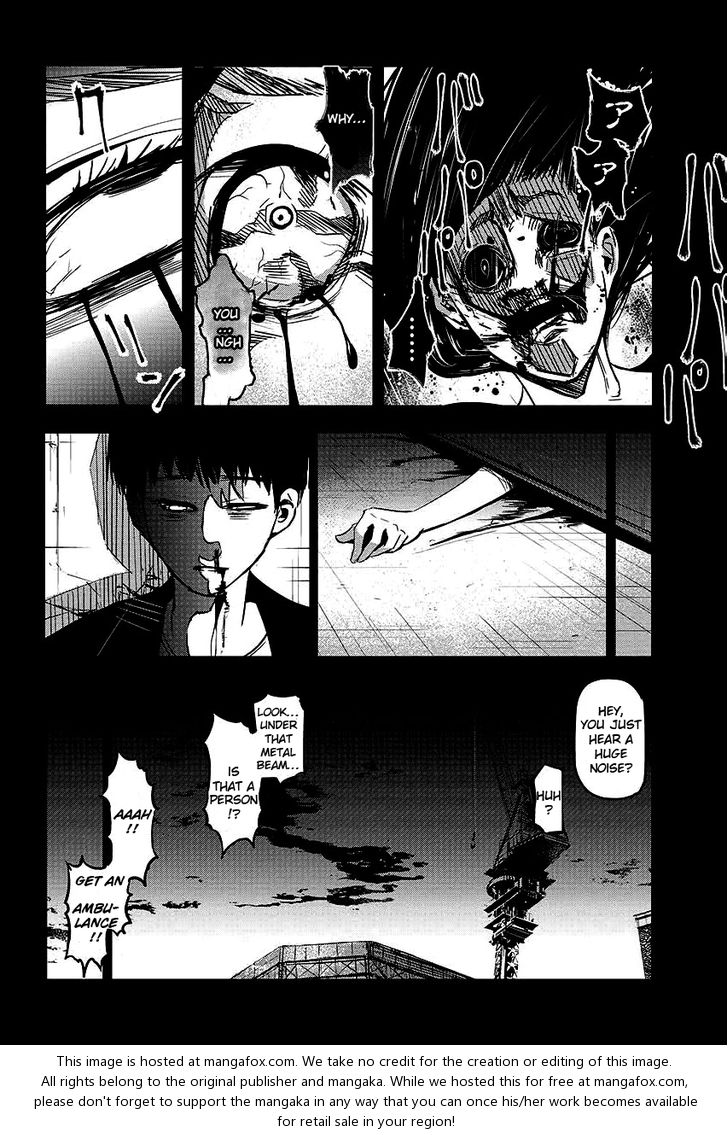 ア
ア
......
WHY...
YOU
...
NGH
...
HEY,
YOU JUST
HEAR A
HUGE
NOISE?
HUH
?
LOOK...
UNDER
THAT
METAL
BEAM...
IS
THAT A
PERSON
!?
AAAH
!!
GET AN
AMBU-
LANCE
!!
This image is hosted at mangafox.com. We take no credit for the creation or editing of this image.
All rights belong to the original publisher and mangaka. While we hosted this for free at mangafox.com,
please don't forget to support the mangaka in any way that you can once his/her work becomes available
for retail sale in your region!